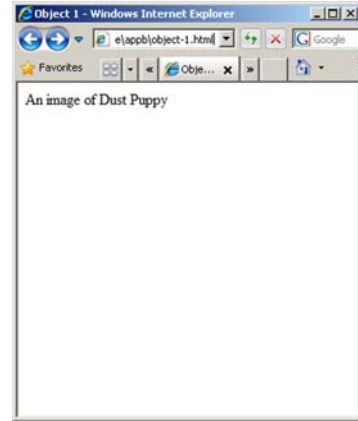 Object 1 - Windows Internet Explorer
e\appb\object-1.html
Google
Favorites
Obje...
An image of Dust Puppy